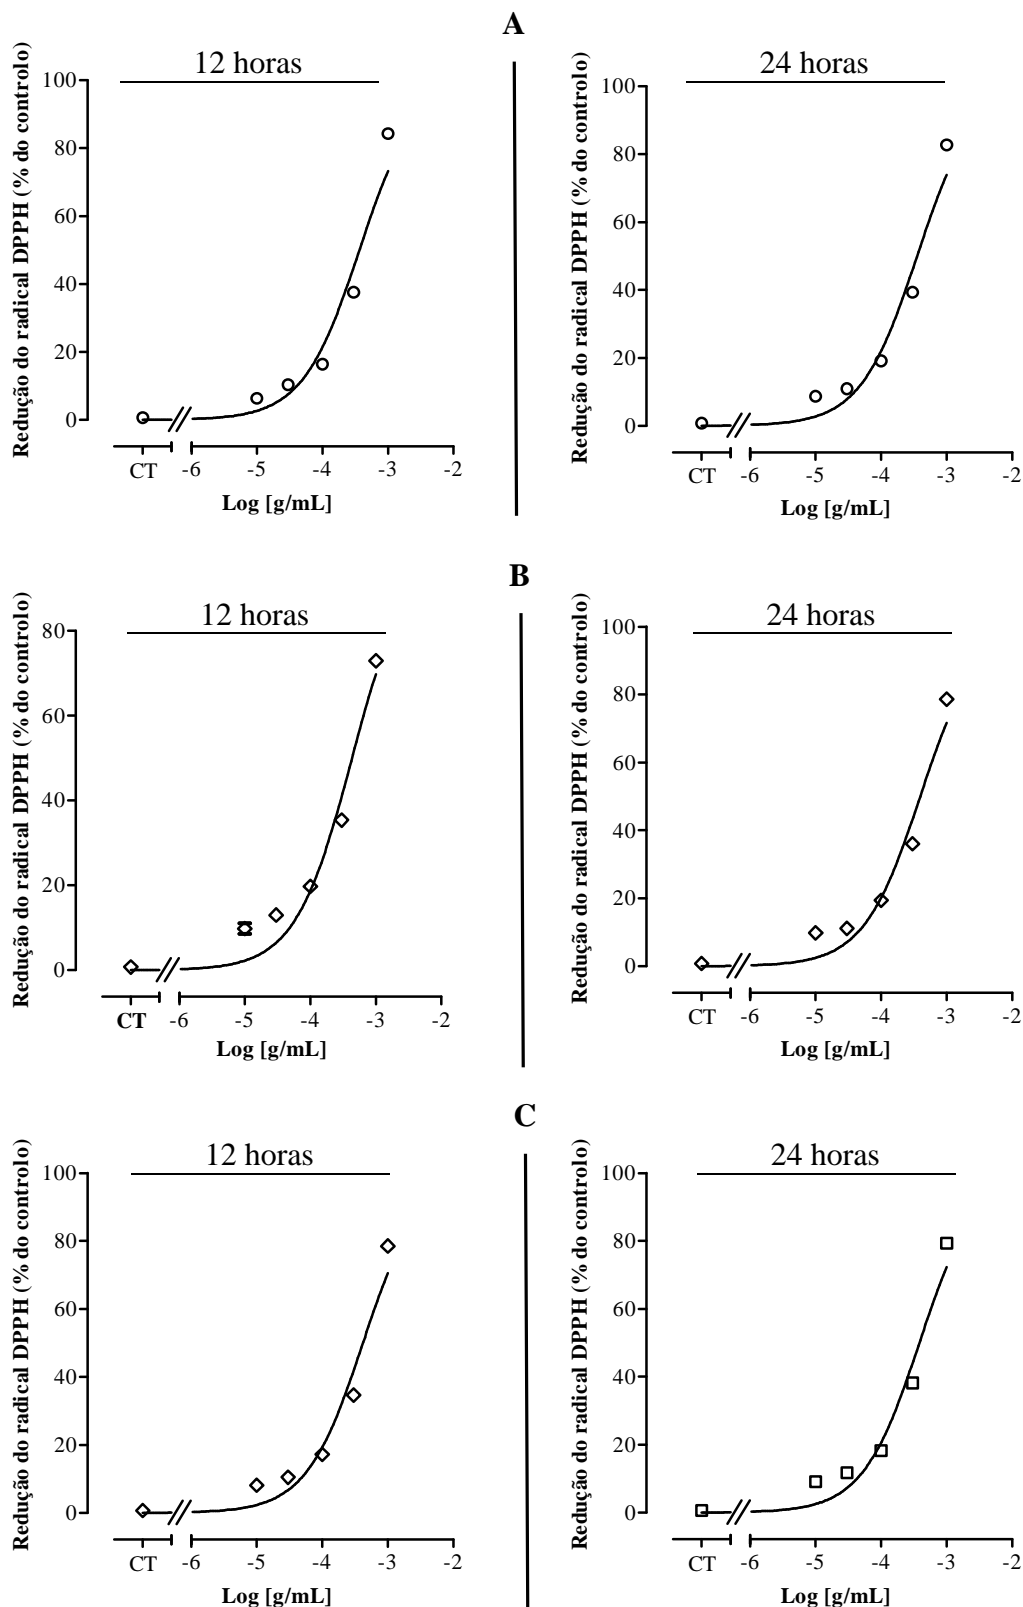 A
12 horas
Redução do radical DPPH (% do controlo)
100
80
60
40
20
0
CT
-6
-5
-4
-3
-2
Log [g/mL]
24 horas
Redução do radical DPPH (% do controlo)
100
80
60
40
20
0
CT
-6
-5
-4
-3
-2
Log [g/mL]
B
12 horas
Redução do radical DPPH (% do controlo)
80
60
40
20
0
CT
-6
-5
-4
-3
-2
Log [g/mL]
24 horas
Redução do radical DPPH (% do controlo)
100
80
60
40
20
0
CT
-6
-5
-4
-3
-2
Log [g/mL]
C
12 horas
Redução do radical DPPH (% do controlo)
100
80
60
40
20
0
CT
-6
-5
-4
-3
-2
Log [g/mL]
24 horas
Redução do radical DPPH (% do controlo)
100
80
60
40
20
0
CT
-6
-5
-4
-3
-2
Log [g/mL]